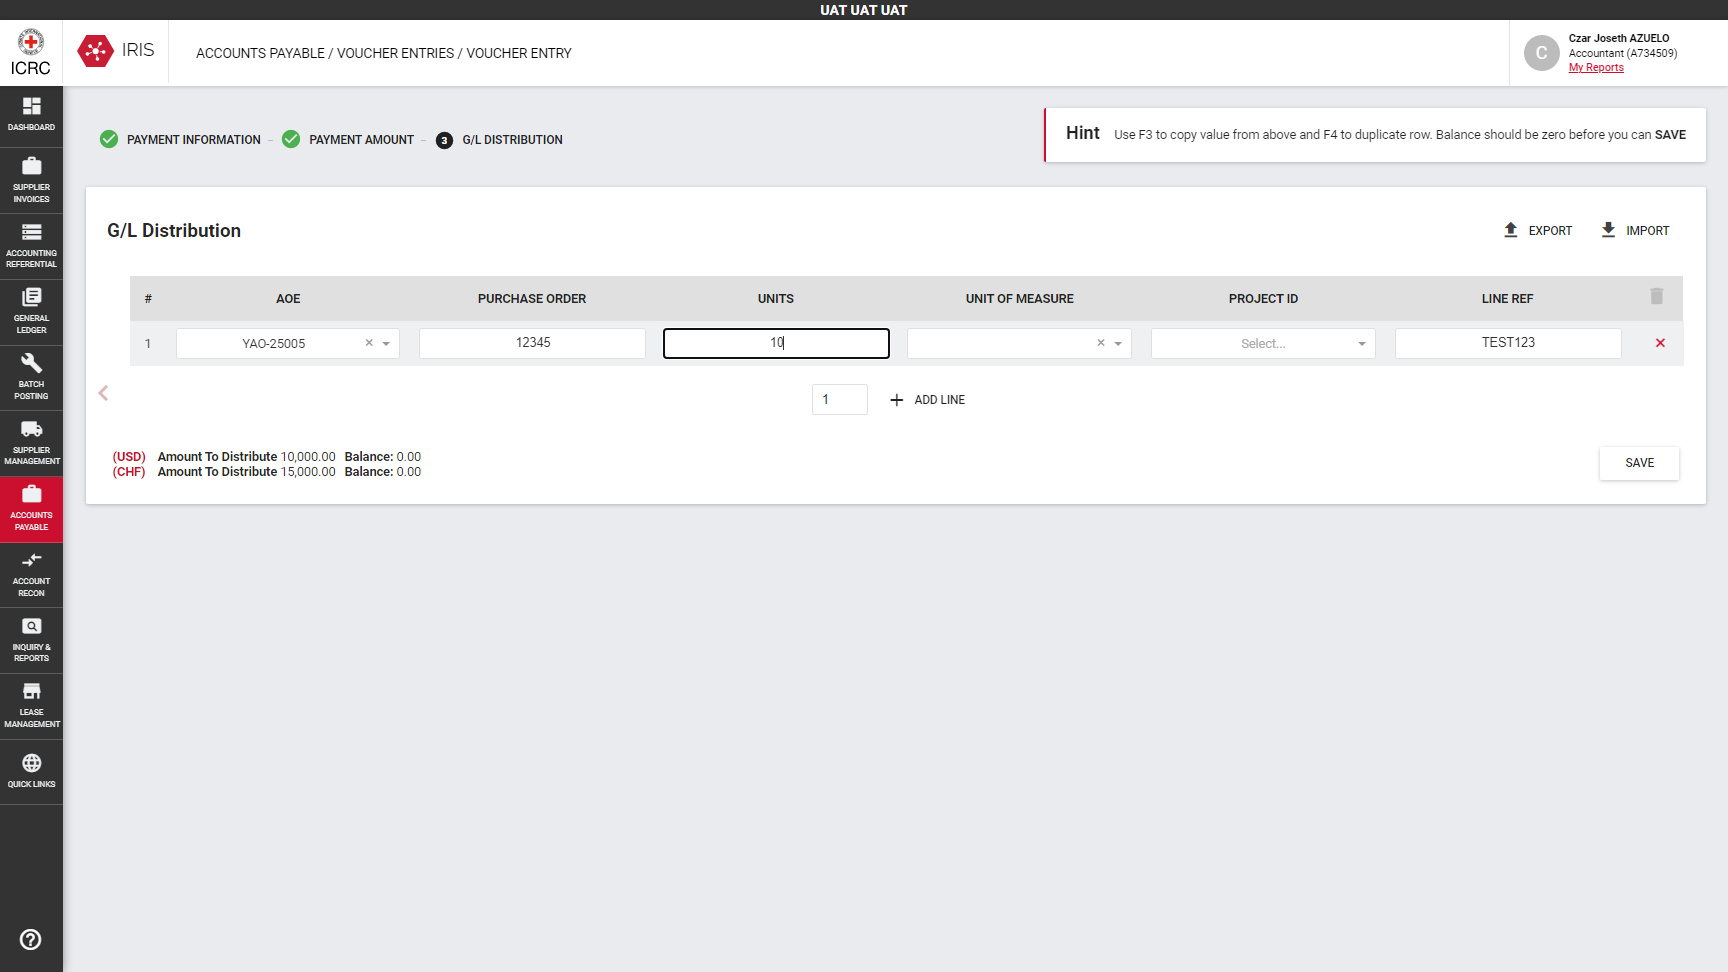 UAT UAT UAT
ICRC
IRIS
ACCOUNTS PAYABLE / VOUCHER ENTRIES / VOUCHER ENTRY
C
Czar Joseth AZUELO
Accountant (A734509)
My Reports
DASHBOARD
SUPPLIER
INVOICES
ACCOUNTING
REFERENTIAL
GENERAL
LEDGER
BATCH
POSTING
SUPPLIER
MANAGEMENT
ACCOUNTS
PAYABLE
ACCOUNT
RECON
INQUIRY &
REPORTS
LEASE
MANAGEMENT
QUICK LINKS
PAYMENT INFORMATION – PAYMENT AMOUNT – 3 G/L DISTRIBUTION
Hint Use F3 to copy value from above and F4 to duplicate row. Balance should be zero before you can SAVE
G/L Distribution
EXPORT IMPORT
# AOE PURCHASE ORDER UNITS UNIT OF MEASURE PROJECT ID LINE REF
1 YAO-25005 12345 10 Select... TEST123
1 ADD LINE
(USD) Amount To Distribute 10,000.00 Balance: 0.00
(CHF) Amount To Distribute 15,000.00 Balance: 0.00
SAVE